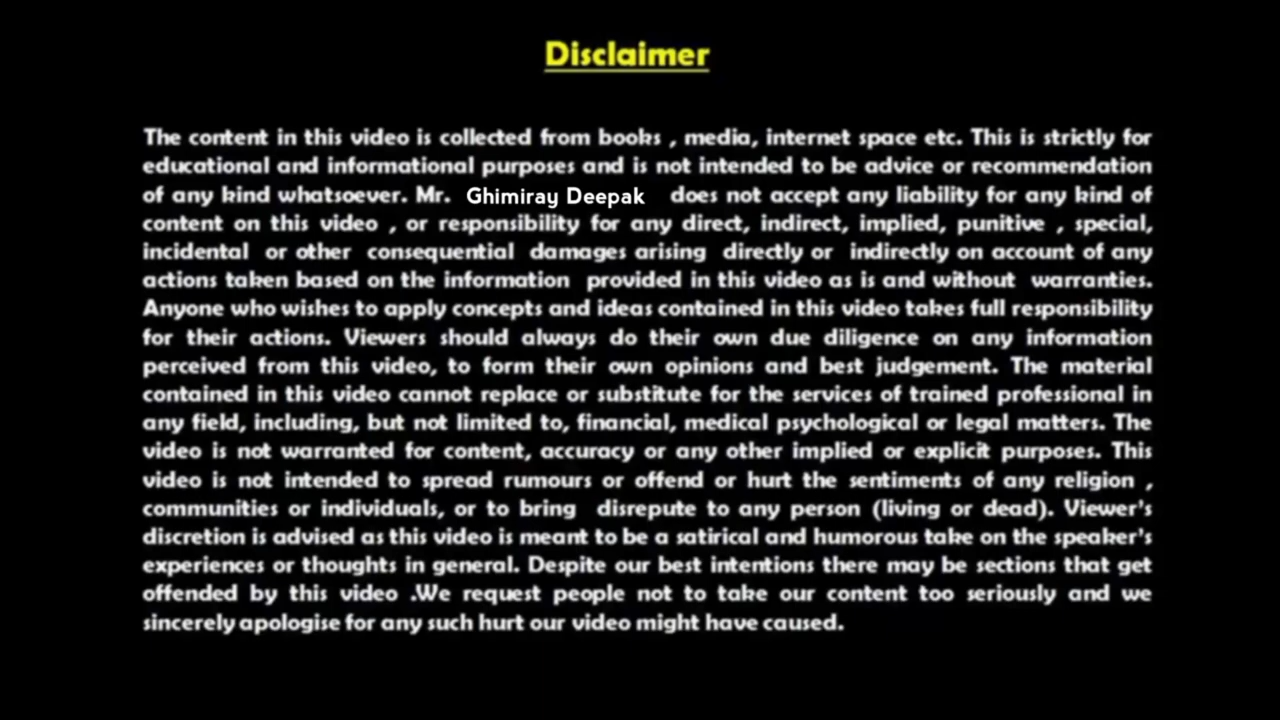 Disclaimer
The content in this video is collected from books , media, internet space etc. This is strictly for
educational and informational purposes and is not intended to be advice or recommendation
of any kind whatsoever. Mr. Ghimiray Deepak does not accept any liability for any kind of
content on this video , or responsibility for any direct, indirect, implied, punitive , special,
incidental or other consequential damages arising directly or indirectly on account of any
actions taken based on the information provided in this video as is and without warranties.
Anyone who wishes to apply concepts and ideas contained in this video takes full responsibility
for their actions. Viewers should always do their own due diligence on any information
perceived from this video, to form their own opinions and best judgement. The material
contained in this video cannot replace or substitute for the services of trained professional in
any field, including, but not limited to, financial, medical psychological or legal matters. The
video is not warranted for content, accuracy or any other implied or explicit purposes. This
video is not intended to spread rumours or offend or hurt the sentiments of any religion ,
communities or individuals, or to bring disrepute to any person (living or dead). Viewer's
discretion is advised as this video is meant to be a satirical and humorous take on the speaker's
experiences or thoughts in general. Despite our best intentions there may be sections that get
offended by this video .We request people not to take our content too seriously and we
sincerely apologise for any such hurt our video might have caused.